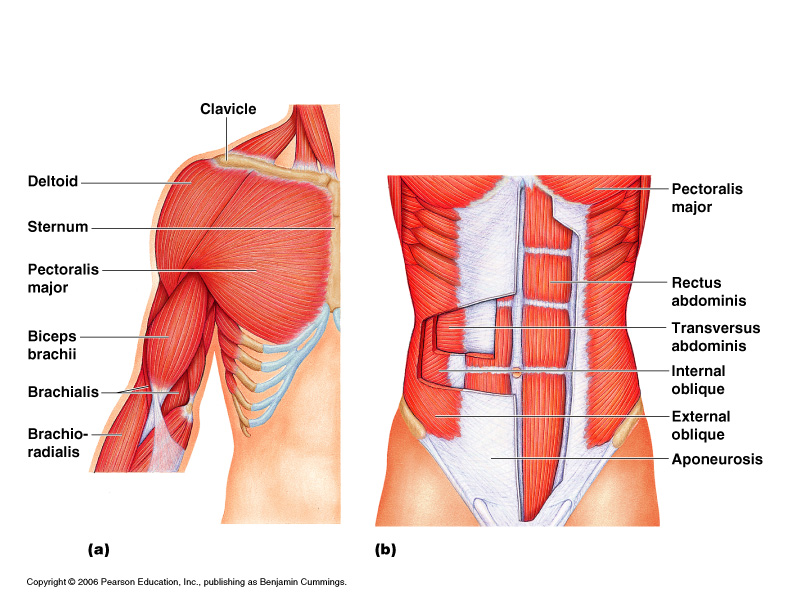 Clavicle
Deltoid
Sternum
Pectoralis
major
Biceps
brachii
Brachialis
Brachio-
radialis
(a)
Pectoralis
major
Rectus
abdominis
Transversus
abdominis
Internal
oblique
External
oblique
Aponeurosis
(b)
Copyright © 2006 Pearson Education, Inc., publishing as Benjamin Cummings.